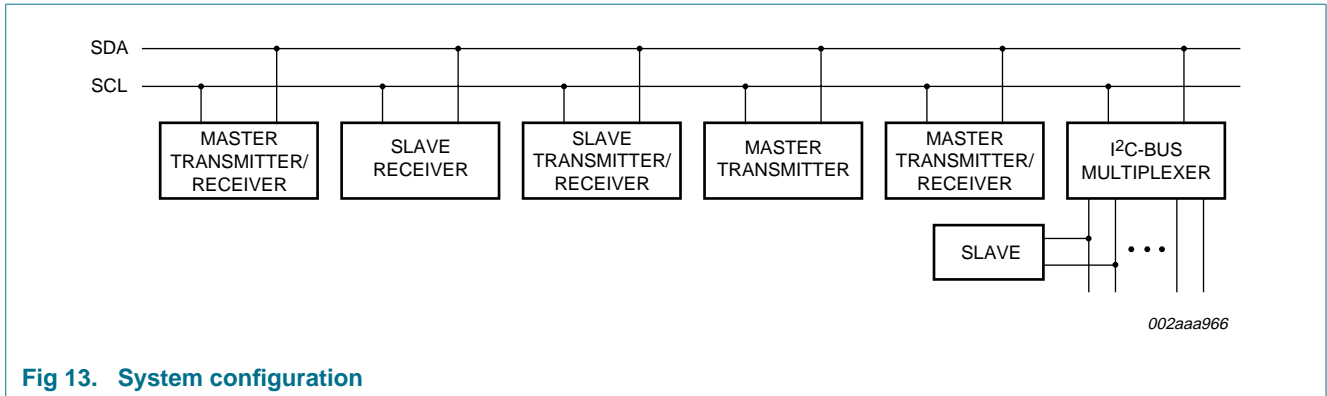 SDA
SCL
MASTER
TRANSMITTER/
RECEIVER
SLAVE
RECEIVER
SLAVE
TRANSMITTER/
RECEIVER
MASTER
TRANSMITTER
MASTER
TRANSMITTER/
RECEIVER
I²C-BUS
MULTIPLEXER
SLAVE
002aaa966
Fig 13. System configuration